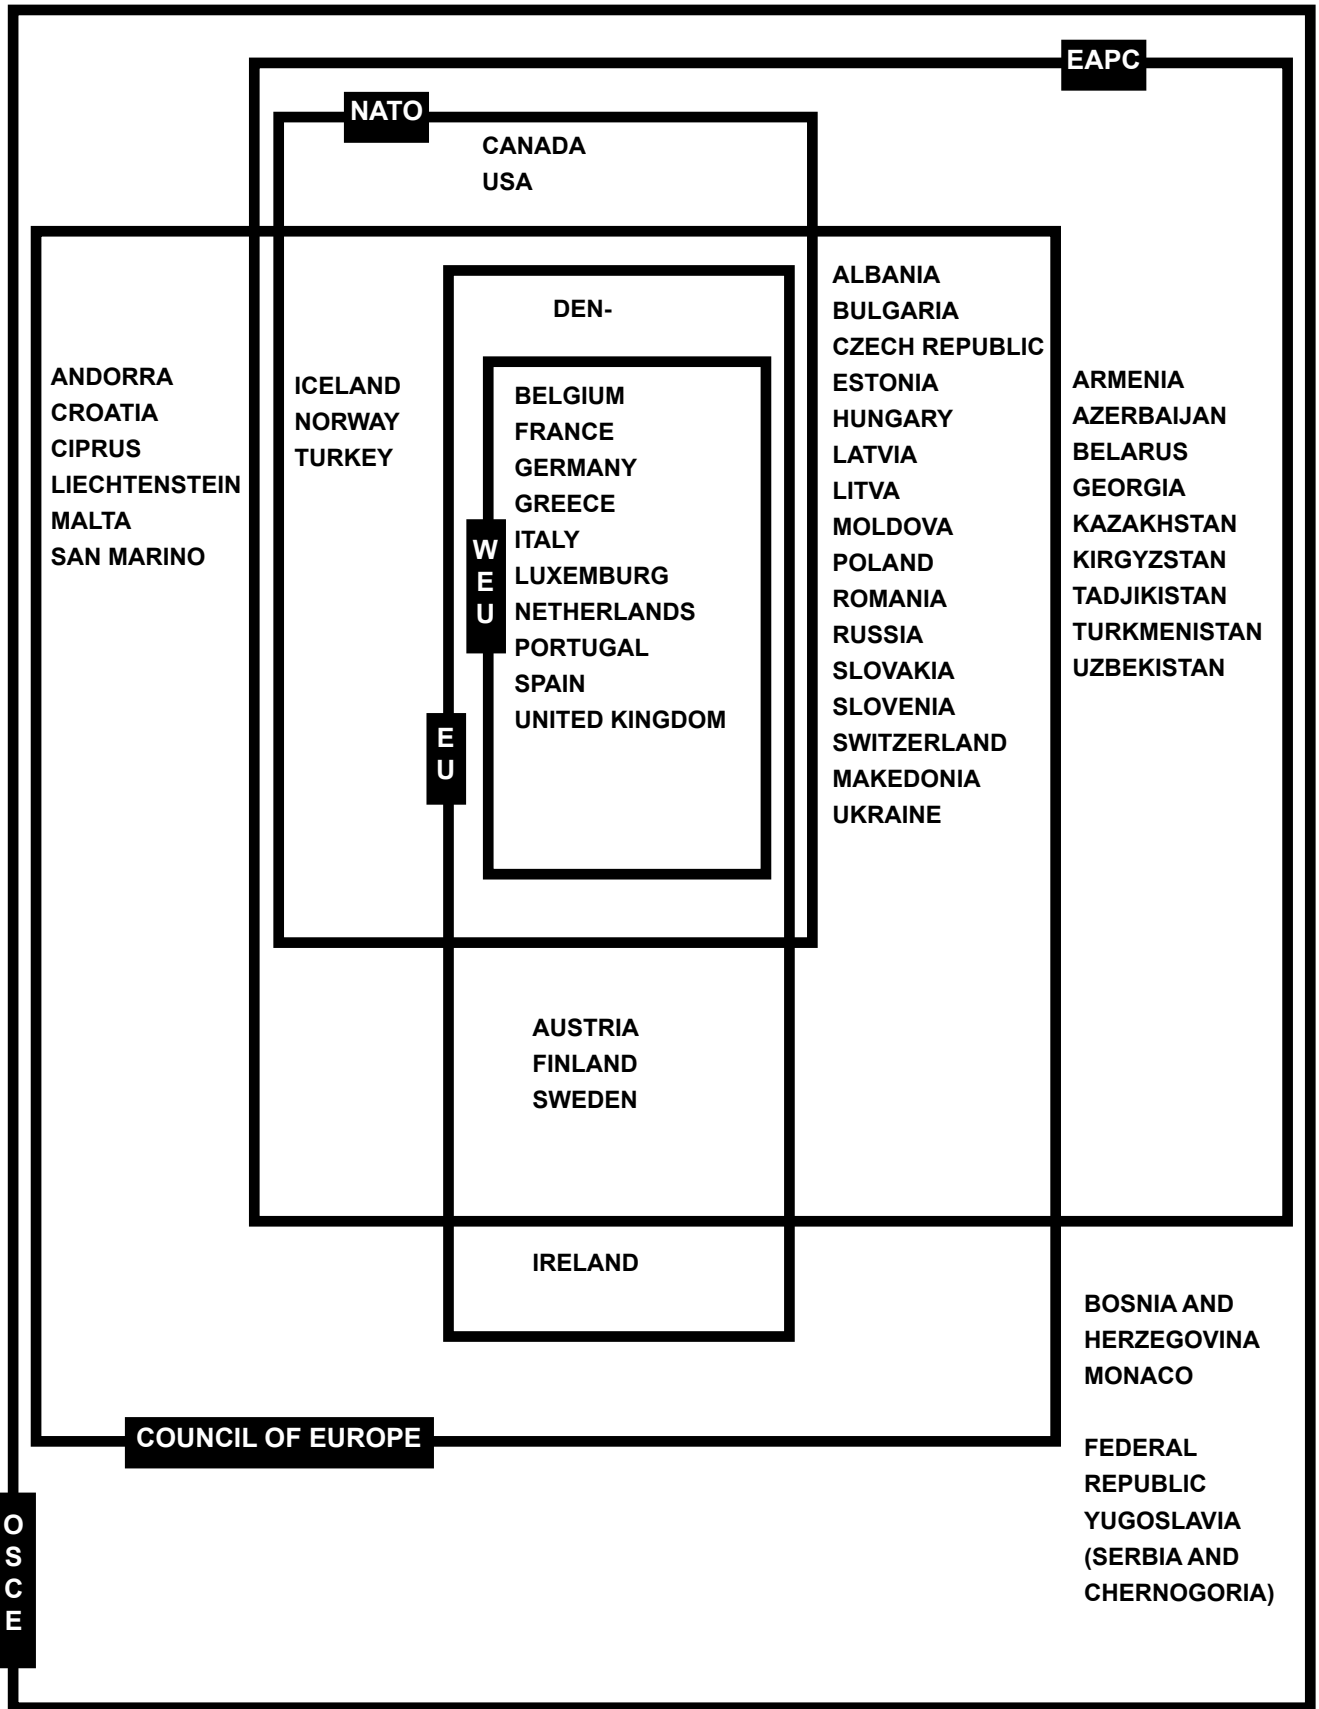 EAPC
NATO
CANADA
USA
ALBANIA
BULGARIA
CZECH REPUBLIC
ESTONIA
HUNGARY
LATVIA
LITVA
MOLDOVA
POLAND
ROMANIA
RUSSIA
SLOVAKIA
SLOVENIA
SWITZERLAND
MAKEDONIA
UKRAINE
DEN-
ANDORRA
CROATIA
CIPRUS
LIECHTENSTEIN
MALTA
SAN MARINO
ICELAND
NORWAY
TURKEY
BELGIUM
FRANCE
GERMANY
GREECE
ITALY
LUXEMBURG
NETHERLANDS
PORTUGAL
SPAIN
UNITED KINGDOM
WEU
EU
ARMENIA
AZERBAIJAN
BELARUS
GEORGIA
KAZAKHSTAN
KIRGYZSTAN
TADJIKISTAN
TURKMENISTAN
UZBEKISTAN
AUSTRIA
FINLAND
SWEDEN
IRELAND
BOSNIA AND
HERZEGOVINA
MONACO
FEDERAL
REPUBLIC
YUGOSLAVIA
(SERBIA AND
CHERNOGORIA)
COUNCIL OF EUROPE
OSCE